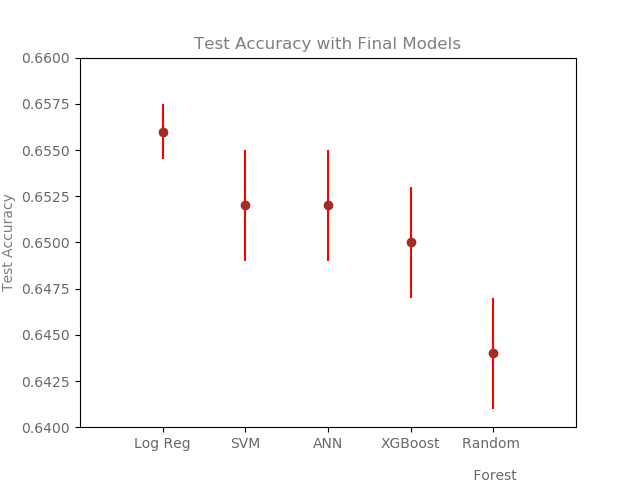 Test Accuracy with Final Models
Test Accuracy
0.6600
0.6575
0.6550
0.6525
0.6500
0.6475
0.6450
0.6425
0.6400
Log Reg
SVM
ANN
XGBoost
Random
Forest